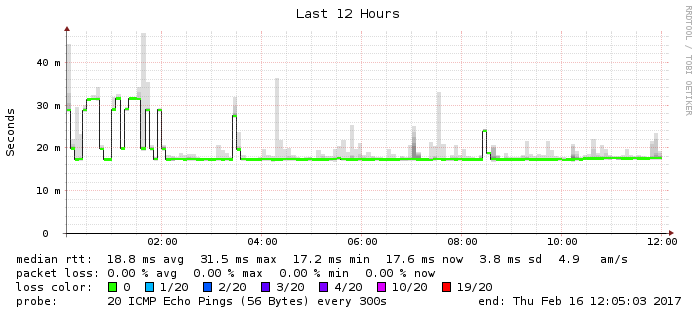 Last 12 Hours
RRDTOOL / TOBI OETIKER
Seconds
40 m
30 m
20 m
10 m
0
02:00 04:00 06:00 08:00 10:00 12:00
median rtt: 18.8 ms avg 31.5 ms max 17.2 ms min 17.6 ms now 3.8 ms sd 4.9 am/s
packet loss: 0.00 % avg 0.00 % max 0.00 % min 0.00 % now
loss color: 0 1/20 2/20 3/20 4/20 10/20 19/20
probe: 20 ICMP Echo Pings (56 Bytes) every 300s end: Thu Feb 16 12:05:03 2017